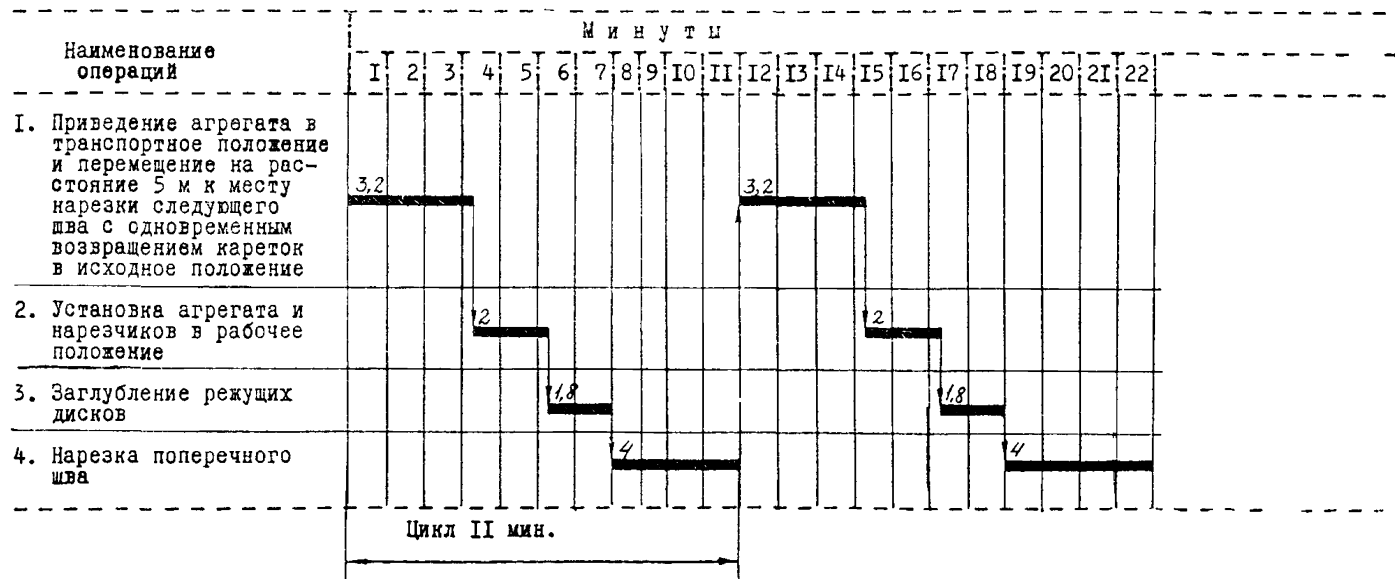 Минуты
Наименование
операций
I 2 3 4 5 6 7 8 9 I0 II I2 I3 I4 I5 I6 I7 I8 I9 20 2I 22
I. Приведение агрегата в
транспортное положение
и перемещение на рас-
стояние 5 м к месту
нарезки следующего
шва с одновременным
возвращением кареток
в исходное положение
3,2 3,2
2. Установка агрегата и
нарезчиков в рабочее
положение
2 2
3. Заглубление режущих
дисков
1,8 1,8
4. Нарезка поперечного
шва
4 4
Цикл II мин.